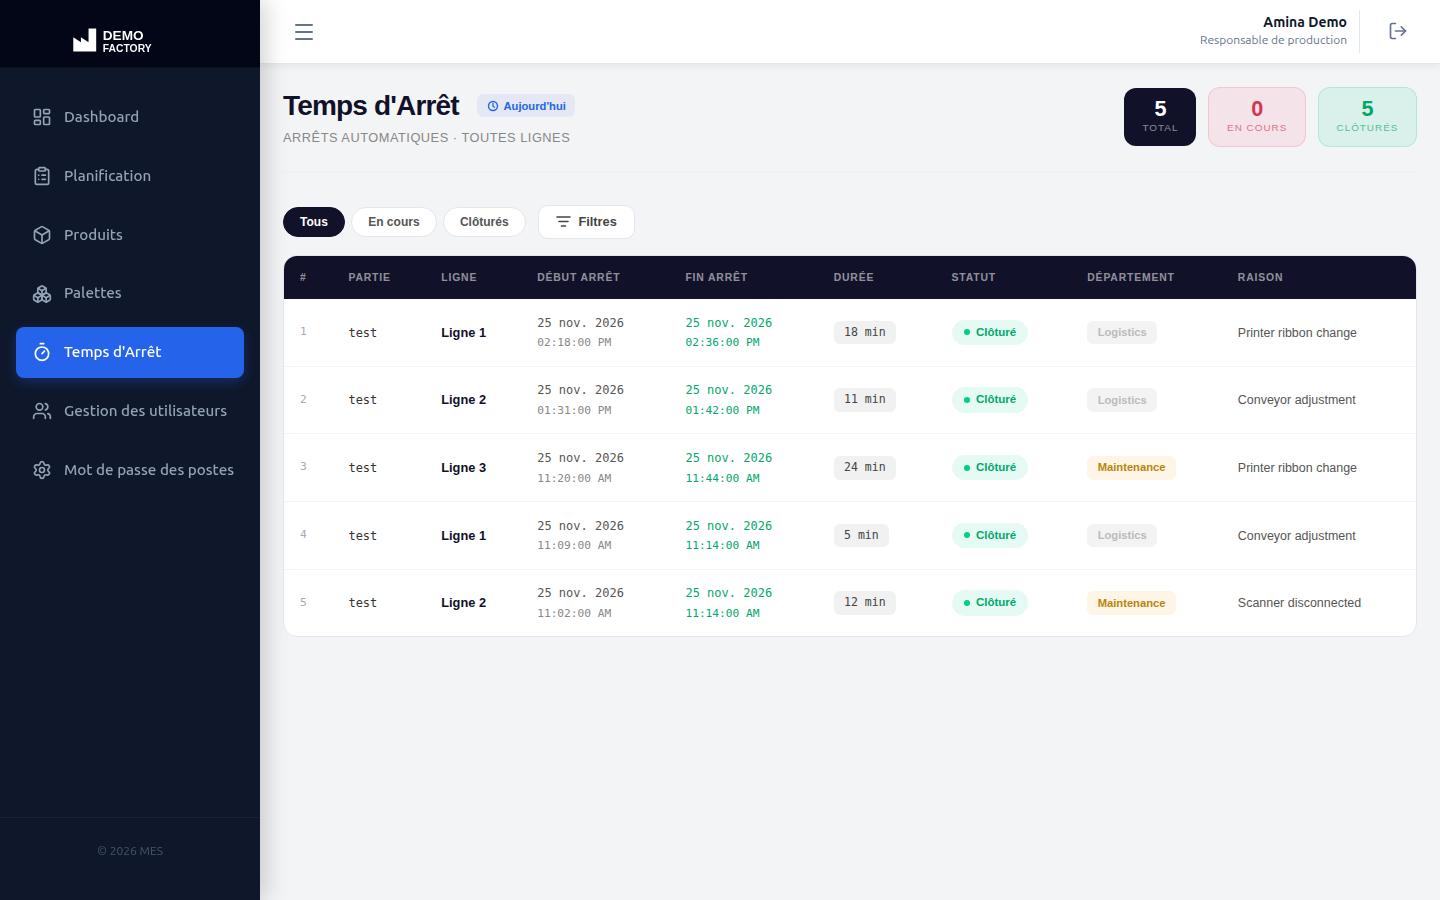 DEMO
FACTORY
Dashboard
Planification
Produits
Palettes
Temps d'Arrêt
Gestion des utilisateurs
Mot de passe des postes
© 2026 MES
Amina Demo
Responsable de production
Temps d'Arrêt
Aujourd'hui
ARRÊTS AUTOMATIQUES · TOUTES LIGNES
5
TOTAL
0
EN COURS
5
CLÔTURÉS
Tous
En cours
Clôturés
Filtres
# PARTIE LIGNE DÉBUT ARRÊT FIN ARRÊT DURÉE STATUT DÉPARTEMENT RAISON
1 test Ligne 1 25 nov. 2026 02:18:00 PM 25 nov. 2026 02:36:00 PM 18 min Clôturé Logistics Printer ribbon change
2 test Ligne 2 25 nov. 2026 01:31:00 PM 25 nov. 2026 01:42:00 PM 11 min Clôturé Logistics Conveyor adjustment
3 test Ligne 3 25 nov. 2026 11:20:00 AM 25 nov. 2026 11:44:00 AM 24 min Clôturé Maintenance Printer ribbon change
4 test Ligne 1 25 nov. 2026 11:09:00 AM 25 nov. 2026 11:14:00 AM 5 min Clôturé Logistics Conveyor adjustment
5 test Ligne 2 25 nov. 2026 11:02:00 AM 25 nov. 2026 11:14:00 AM 12 min Clôturé Maintenance Scanner disconnected